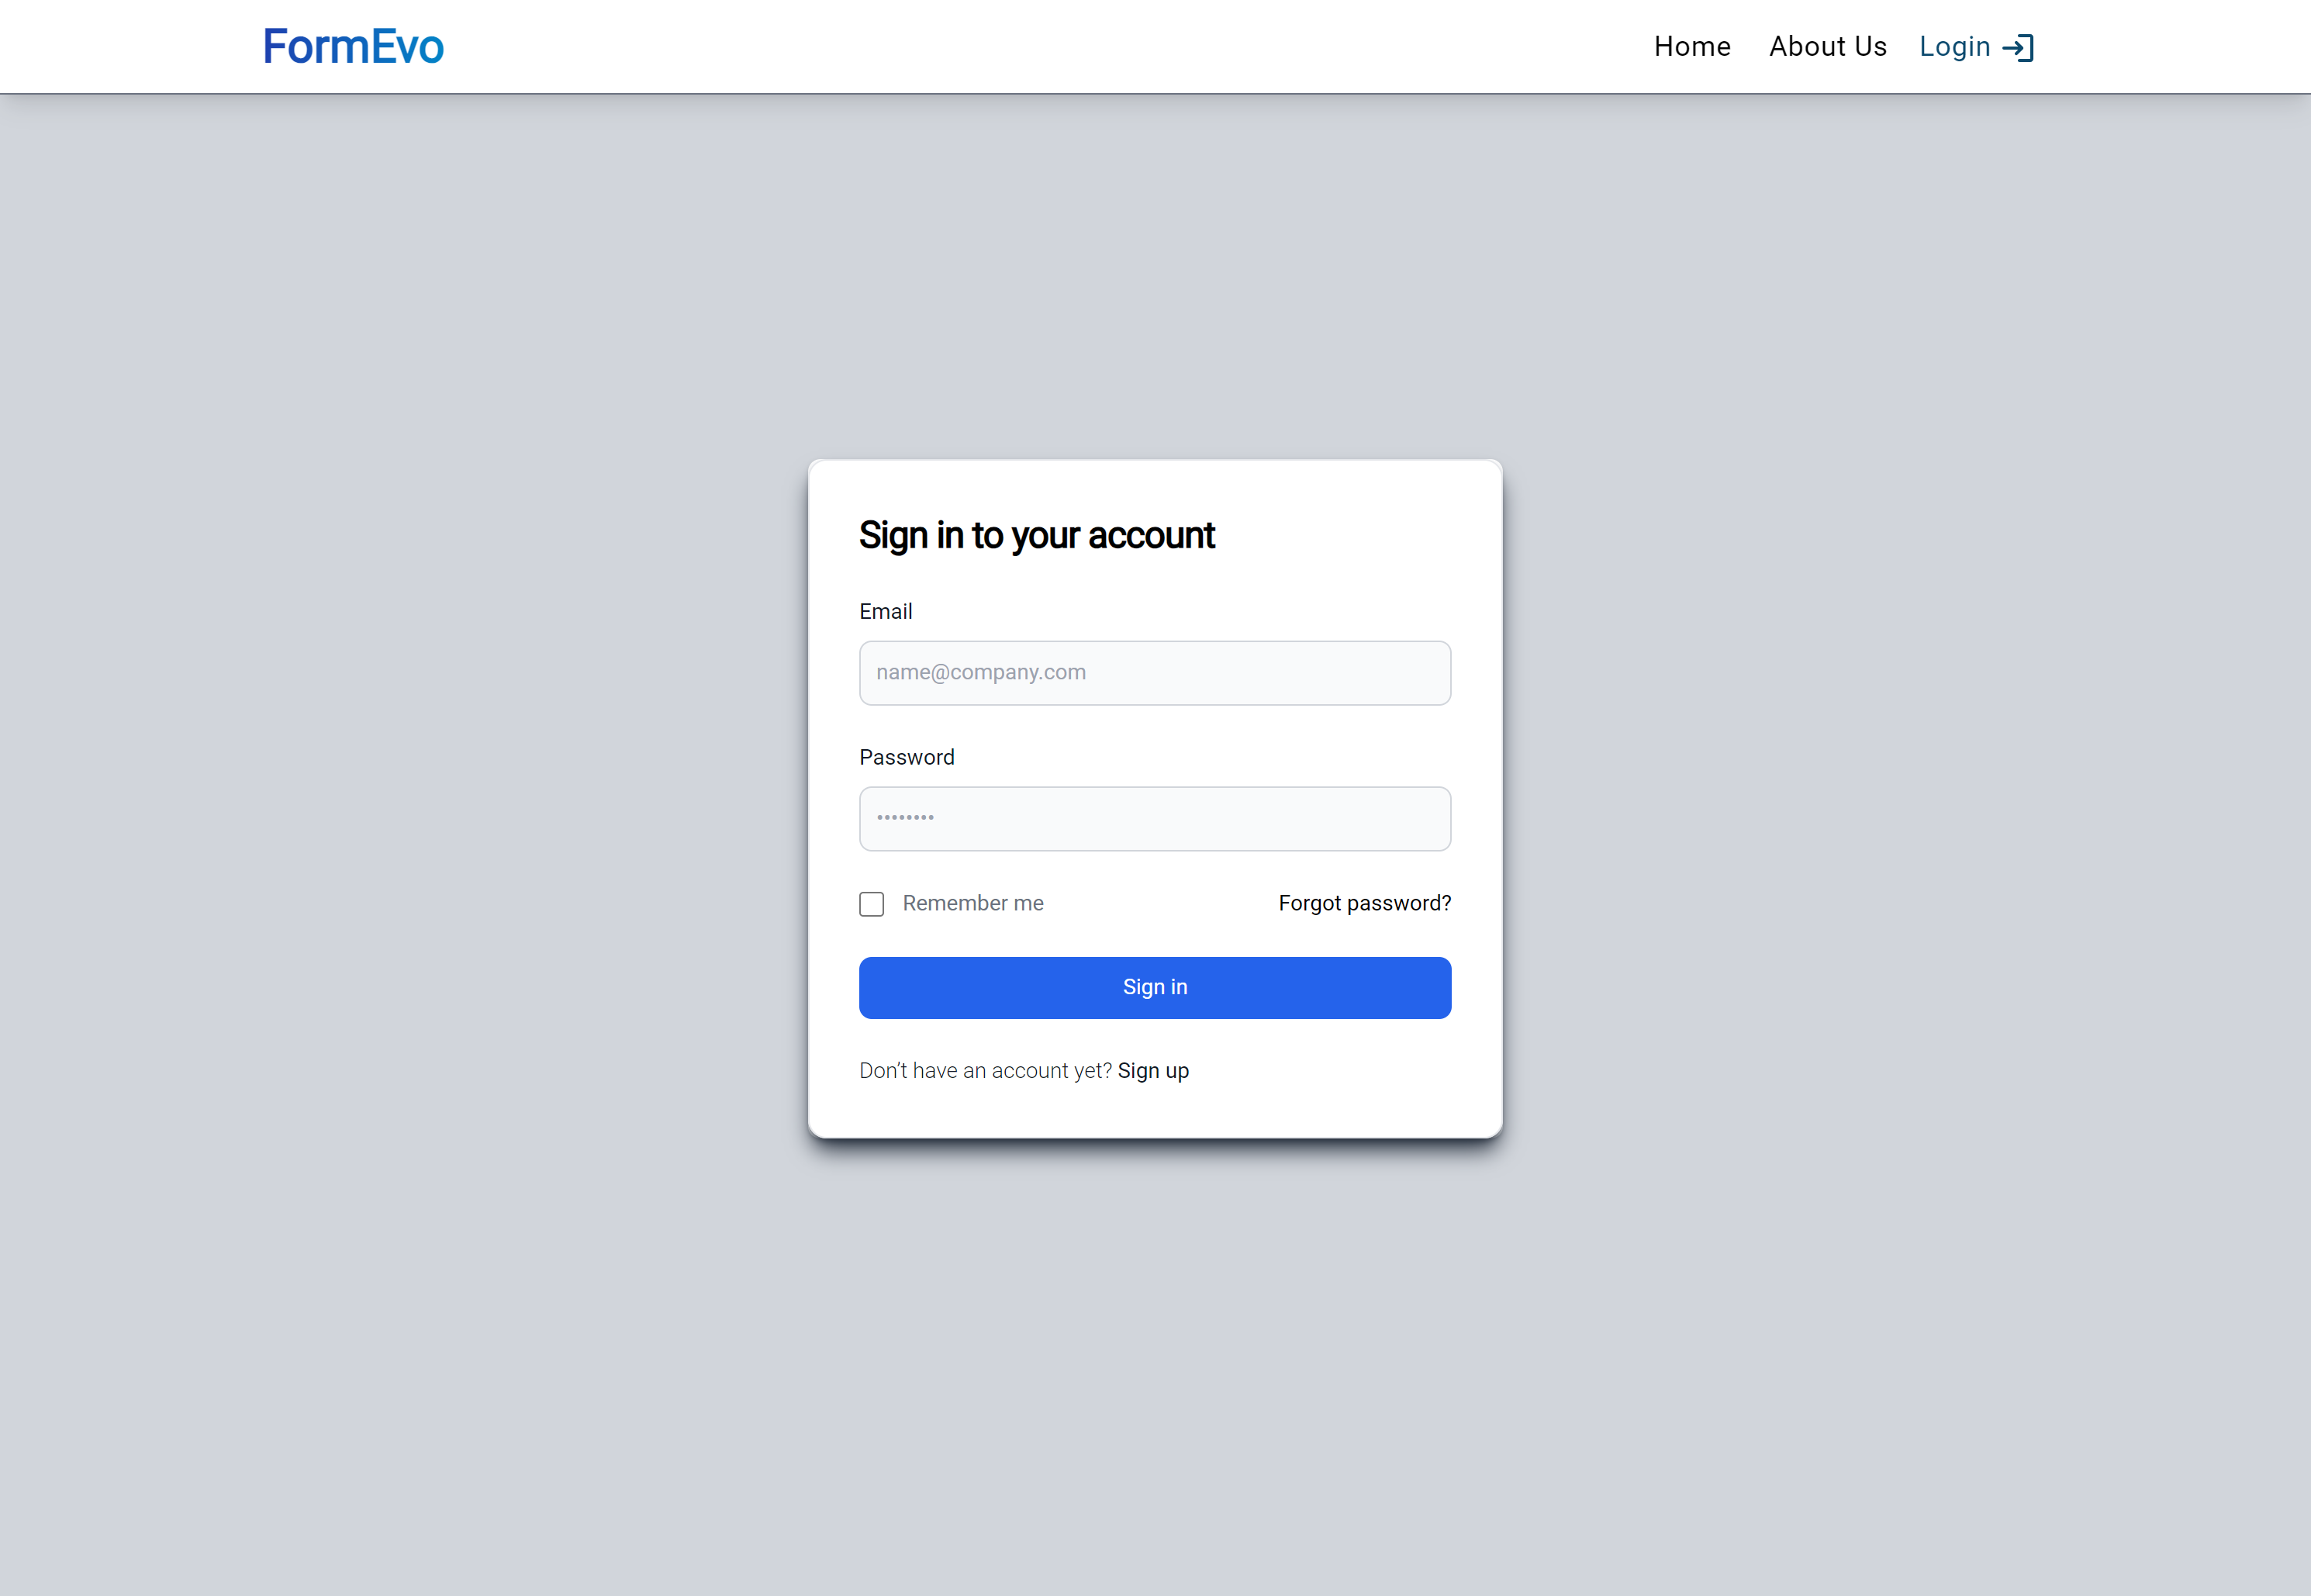 FormEvo
Home About Us Login
Sign in to your account
Email
name@company.com
Password
••••••••
Remember me Forgot password?
Sign in
Don’t have an account yet? Sign up